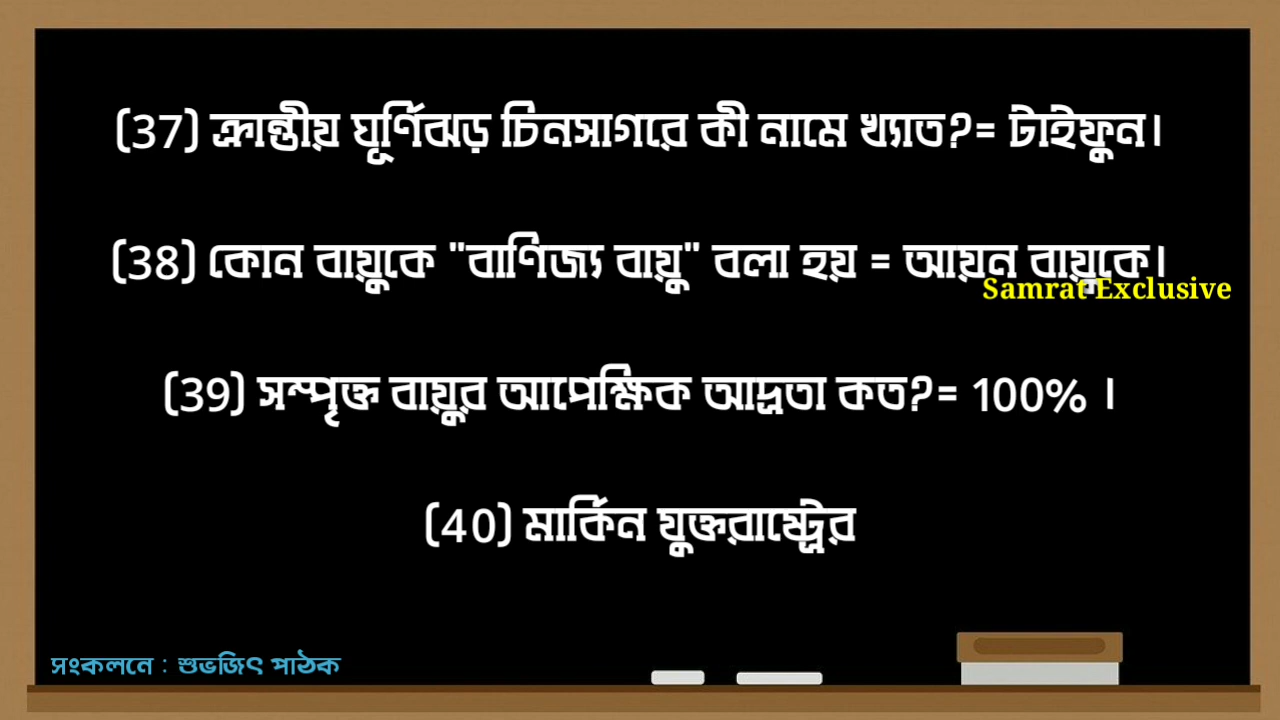 (37) ক্রান্তীয় ঘূর্ণিঝড় চিনসাগরে কী নামে খ্যাত?= টাইফুন।
(38) কোন বায়ুকে "বাণিজ্য বায়ু" বলা হয় = আয়ন বায়ুকে।
Samrat Exclusive
(39) সম্পৃক্ত বায়ুর আপেক্ষিক আদ্রতা কত?= 100% ।
(40) মার্কিন যুক্তরাষ্ট্রের
সংকলনে : শুভজিৎ পাঠক